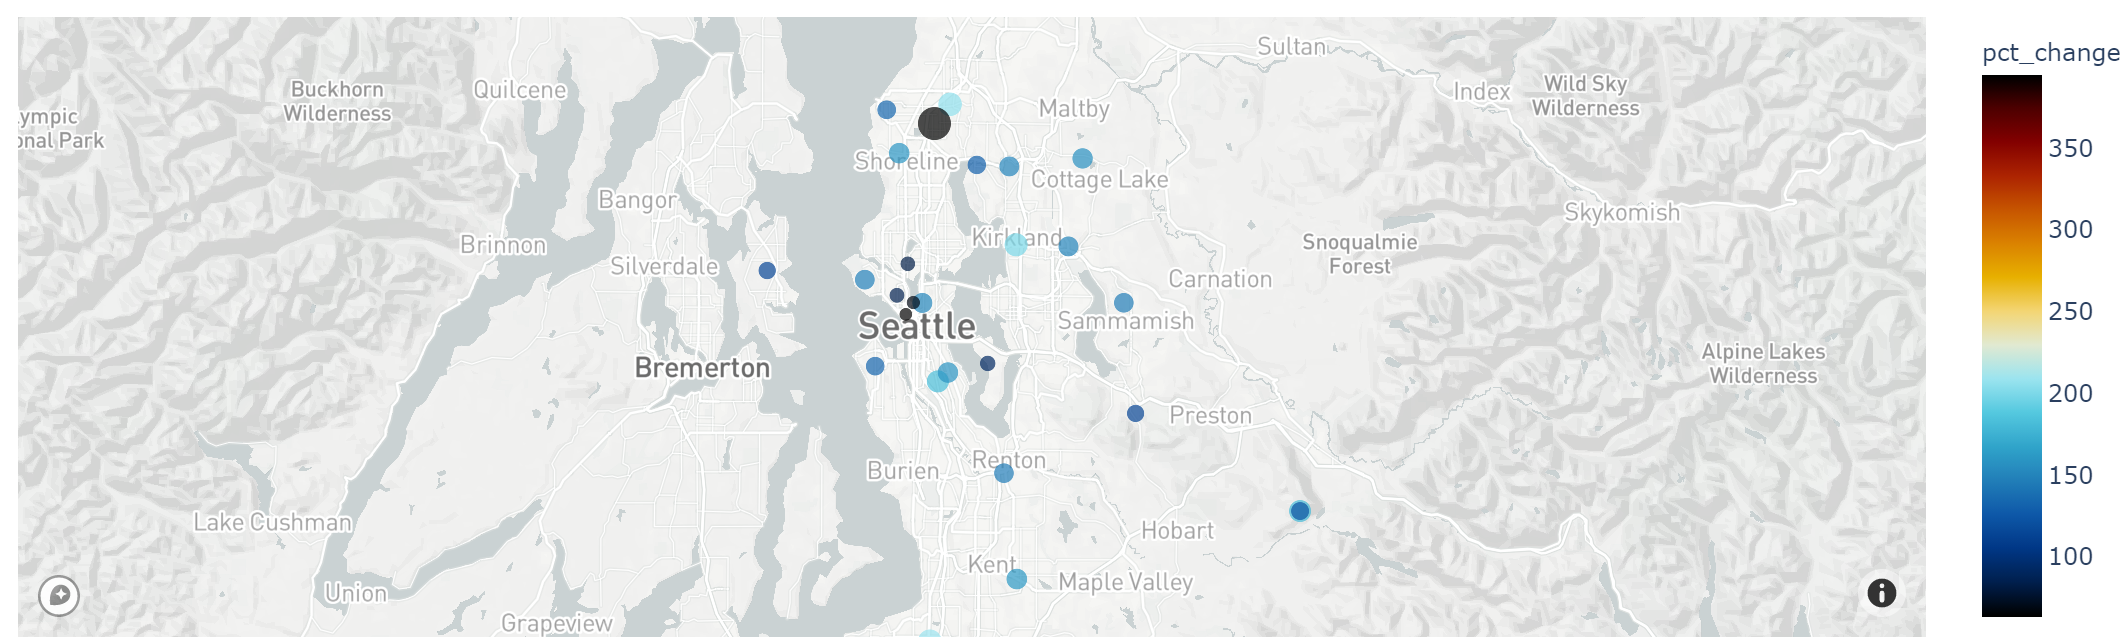 Sultan
pct_change
Buckhorn
Wilderness
Quilcene
Index
Wild Sky
Wilderness
Maltby
lympic
onal Park
Shoreline
350
Cottage Lake
Bangor
Skykomish
300
Brinnon
Kirkland
Snoqualmie
Forest
Silverdale
Carnation
250
Seattle
Sammamish
Bremerton
Alpine Lakes
Wilderness
200
Preston
Burien
Renton
150
Lake Cushman
Hobart
100
Kent
Maple Valley
Union
Grapeview